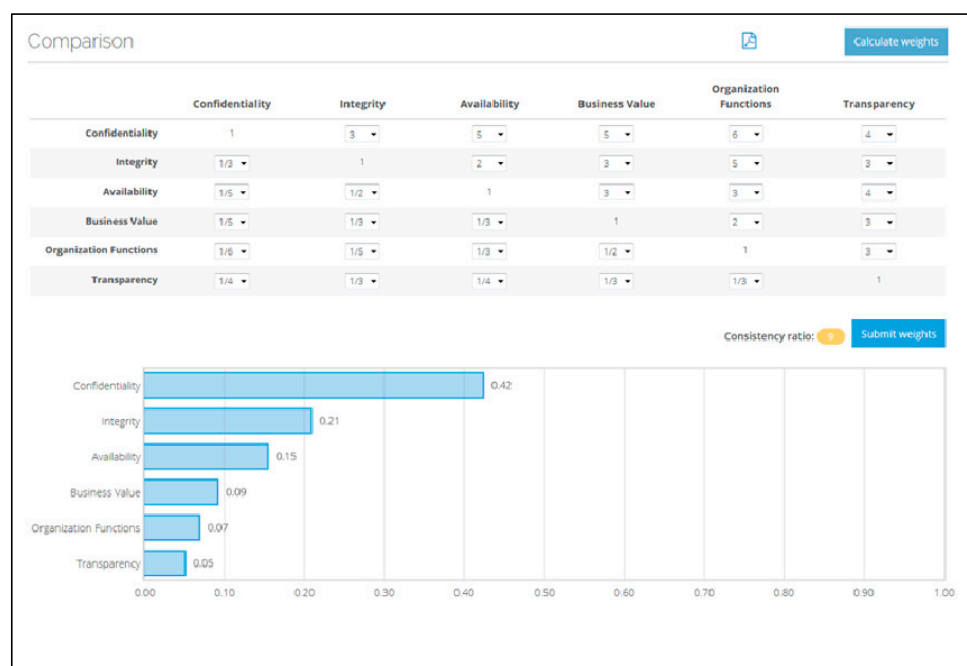 Comparison
Calculate weights
Confidentiality Integrity Availability Business Value Organization Functions Transparency
Confidentiality 1 3 5 5 6 4
Integrity 1/3 1 2 3 5 3
Availability 1/5 1/2 1 3 3 4
Business Value 1/5 1/3 1/3 1 2 3
Organization Functions 1/6 1/5 1/3 1/2 1 3
Transparency 1/4 1/3 1/4 1/3 1/3 1
Consistency ratio: 9 Submit weights
Confidentiality 0.42
Integrity 0.21
Availability 0.15
Business Value 0.09
Organization Functions 0.07
Transparency 0.05
0.00 0.10 0.20 0.30 0.40 0.50 0.60 0.70 0.80 0.90 1.00